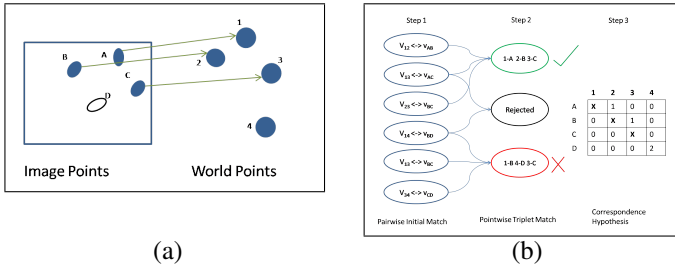 1
A
B
2
3
C
D
4
Image Points World Points
(a)
Step 1 Step 2 Step 3
V12 <-> vAB
V13 <-> vAC
V23 <-> vBC
V14 <-> vBD
V13 <-> vBC
V34 <-> vCD
1-A 2-B 3-C
Rejected
1-B 4-D 3-C
1 2 3 4
A X 1 0 0
B 0 X 1 0
C 0 0 X 0
D 0 0 0 2
Pairwise Initial Match Pointwise Triplet Match Correspondence
Hypothesis
(b)